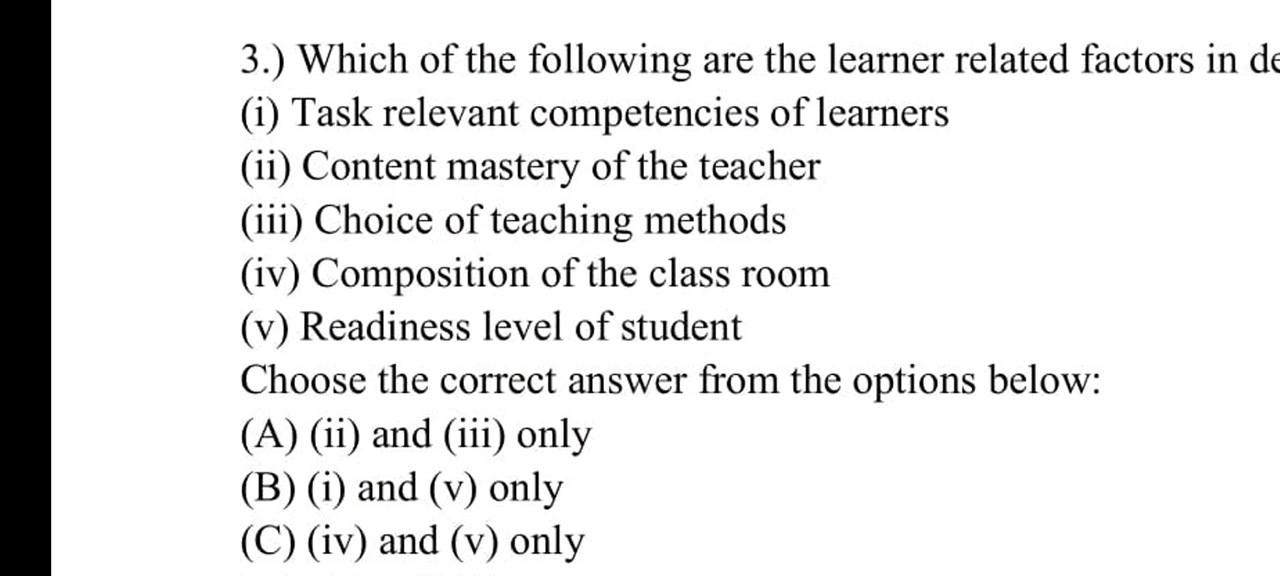 3.) Which of the following are the learner related factors in
(i) Task relevant competencies of learners
(ii) Content mastery of the teacher
(iii) Choice of teaching methods
(iv) Composition of the class room
(v) Readiness level of student
Choose the correct answer from the options below:
(A) (ii) and (iii) only
(B) (i) and (v) only
(C) (iv) and (v) only